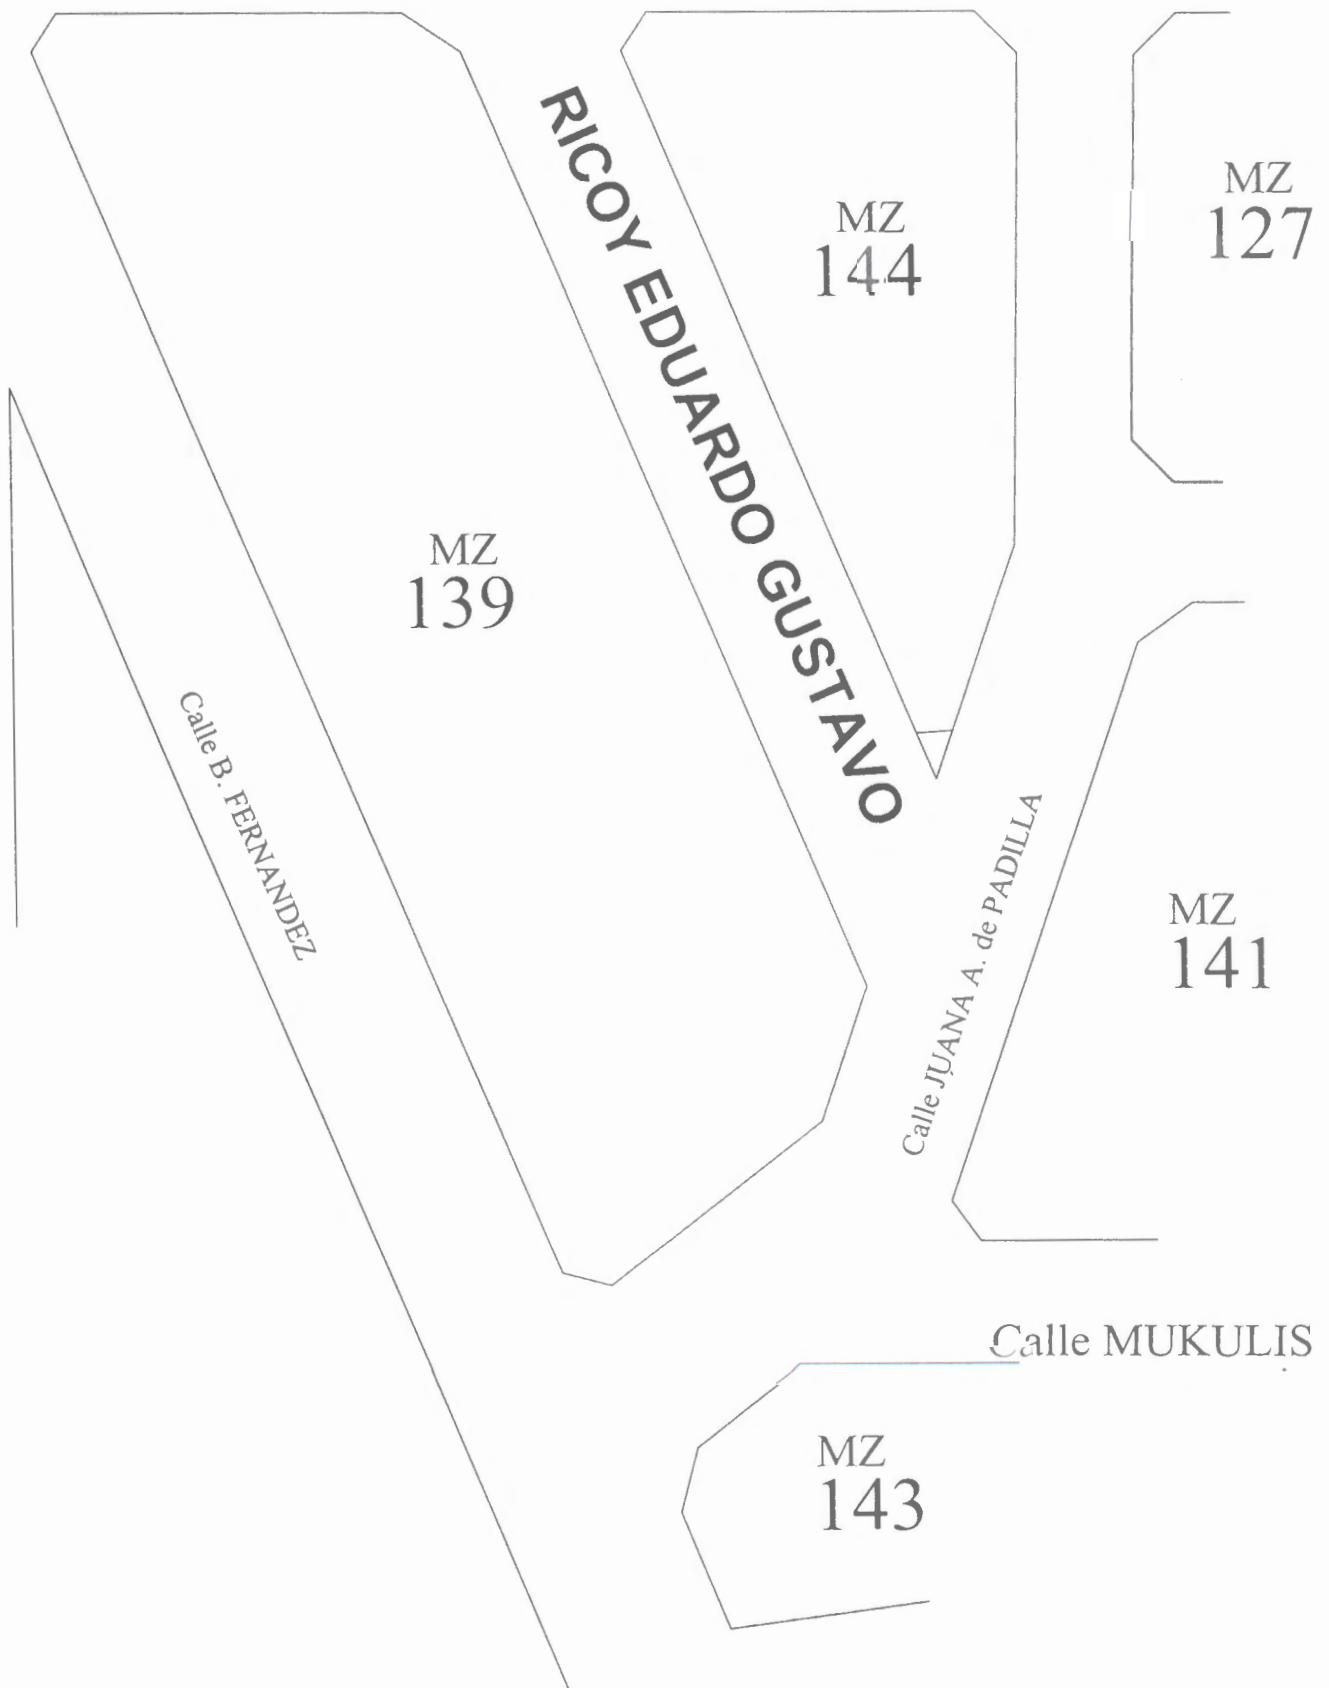 RICOY EDUARDO GUSTAVO
MZ
144
MZ
127
MZ
139
Calle B. FERNANDEZ
Calle JUANA A. de PADILLA
MZ
141
Calle MUKULIS
MZ
143